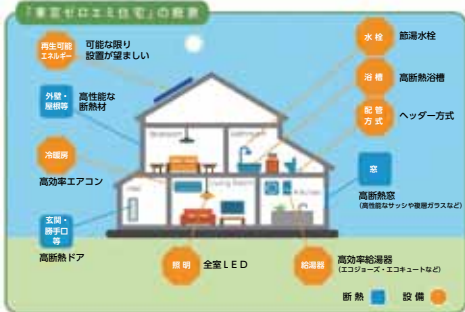 「東京ゼロエミ住宅」の概要
再生可能
エネルギー
可能な限り
設置が望ましい
外壁・
屋根等
高性能な
断熱材
冷暖房
高効率エアコン
玄関・
勝手口
等
高断熱ドア
照明
全室LED
水栓
節湯水栓
浴槽
高断熱浴槽
配管
方式
ヘッダー方式
窓
高断熱窓
(高性能なサッシや複層ガラスなど)
給湯器
高効率給湯器
(エコジョーズ・エコキュートなど)
断熱
設備